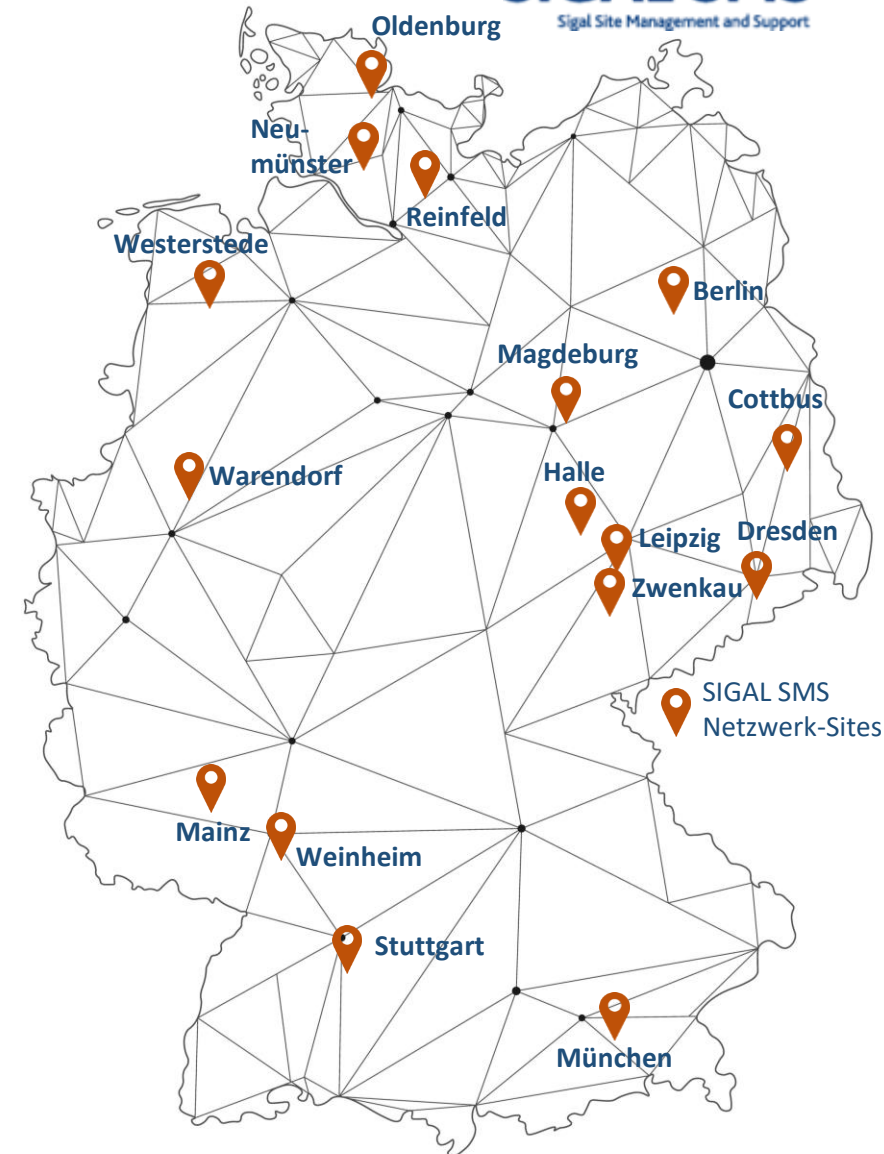 Sigal Site Management and Support
Oldenburg
Neu-
münster
Reinfeld
Westerstede
Berlin
Magdeburg
Cottbus
Warendorf
Halle
Leipzig
Dresden
Zwenkau
SIGAL SMS
Netzwerk-Sites
Mainz
Weinheim
Stuttgart
München